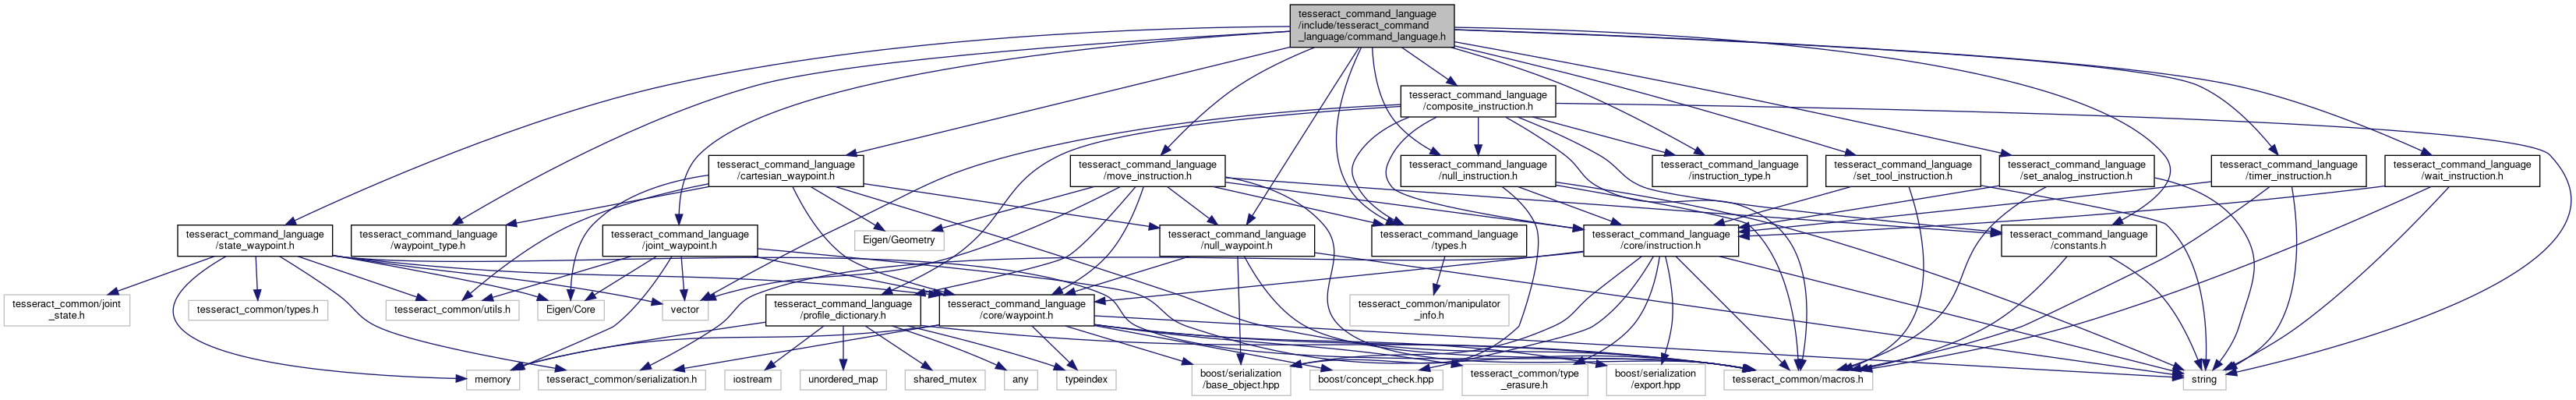 tesseract_command_language
/include/tesseract_command
_language/command_language.h
tesseract_command_language
/composite_instruction.h
tesseract_command_language
/cartesian_waypoint.h
tesseract_command_language
/move_instruction.h
tesseract_command_language
/null_instruction.h
tesseract_command_language
/instruction_type.h
tesseract_command_language
/set_tool_instruction.h
tesseract_command_language
/set_analog_instruction.h
tesseract_command_language
/timer_instruction.h
tesseract_command_language
/wait_instruction.h
tesseract_command_language
/state_waypoint.h
tesseract_command_language
/waypoint_type.h
tesseract_command_language
/joint_waypoint.h
Eigen/Geometry
tesseract_command_language
/null_waypoint.h
tesseract_command_language
/types.h
tesseract_command_language
/core/instruction.h
tesseract_command_language
/constants.h
tesseract_common/joint
_state.h
tesseract_common/types.h
tesseract_common/utils.h
Eigen/Core
vector
tesseract_command_language
/profile_dictionary.h
tesseract_command_language
/core/waypoint.h
tesseract_common/manipulator
_info.h
memory
tesseract_common/serialization.h
iostream
unordered_map
shared_mutex
any
typeindex
boost/serialization
/base_object.hpp
boost/concept_check.hpp
tesseract_common/type
_erasure.h
boost/serialization
/export.hpp
tesseract_common/macros.h
string